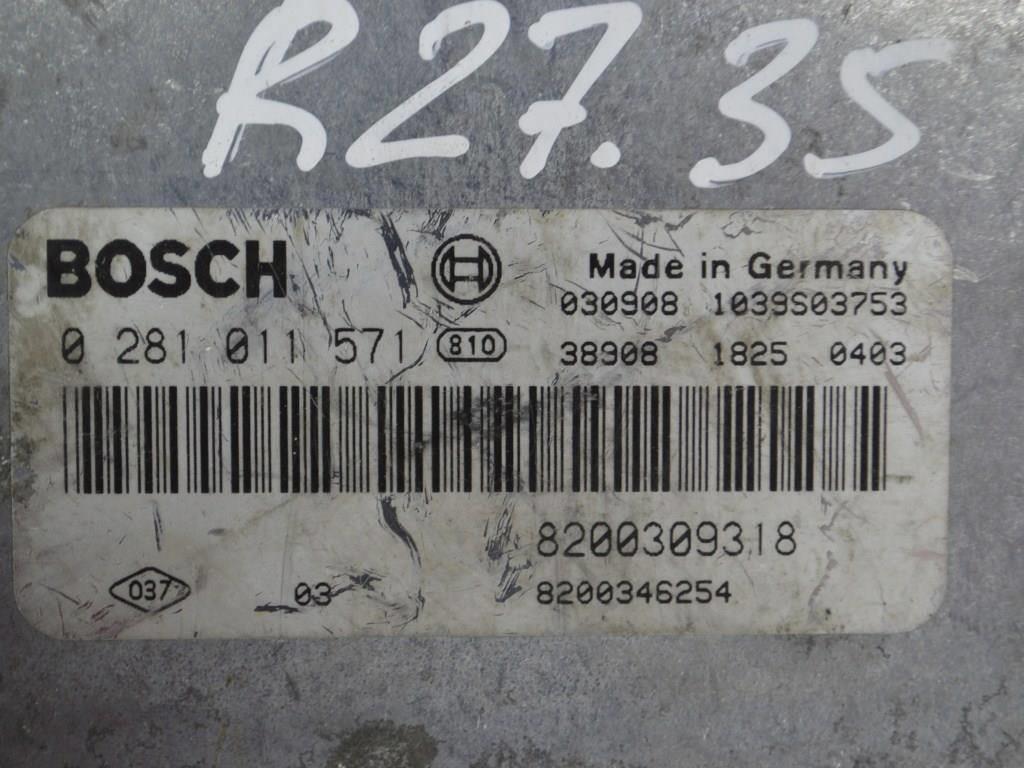 R27.35
BOSCH Made in Germany
030908 1039S03753
0 281 011 571 810 38908 1825 0403
8200309318
037 03 8200346254